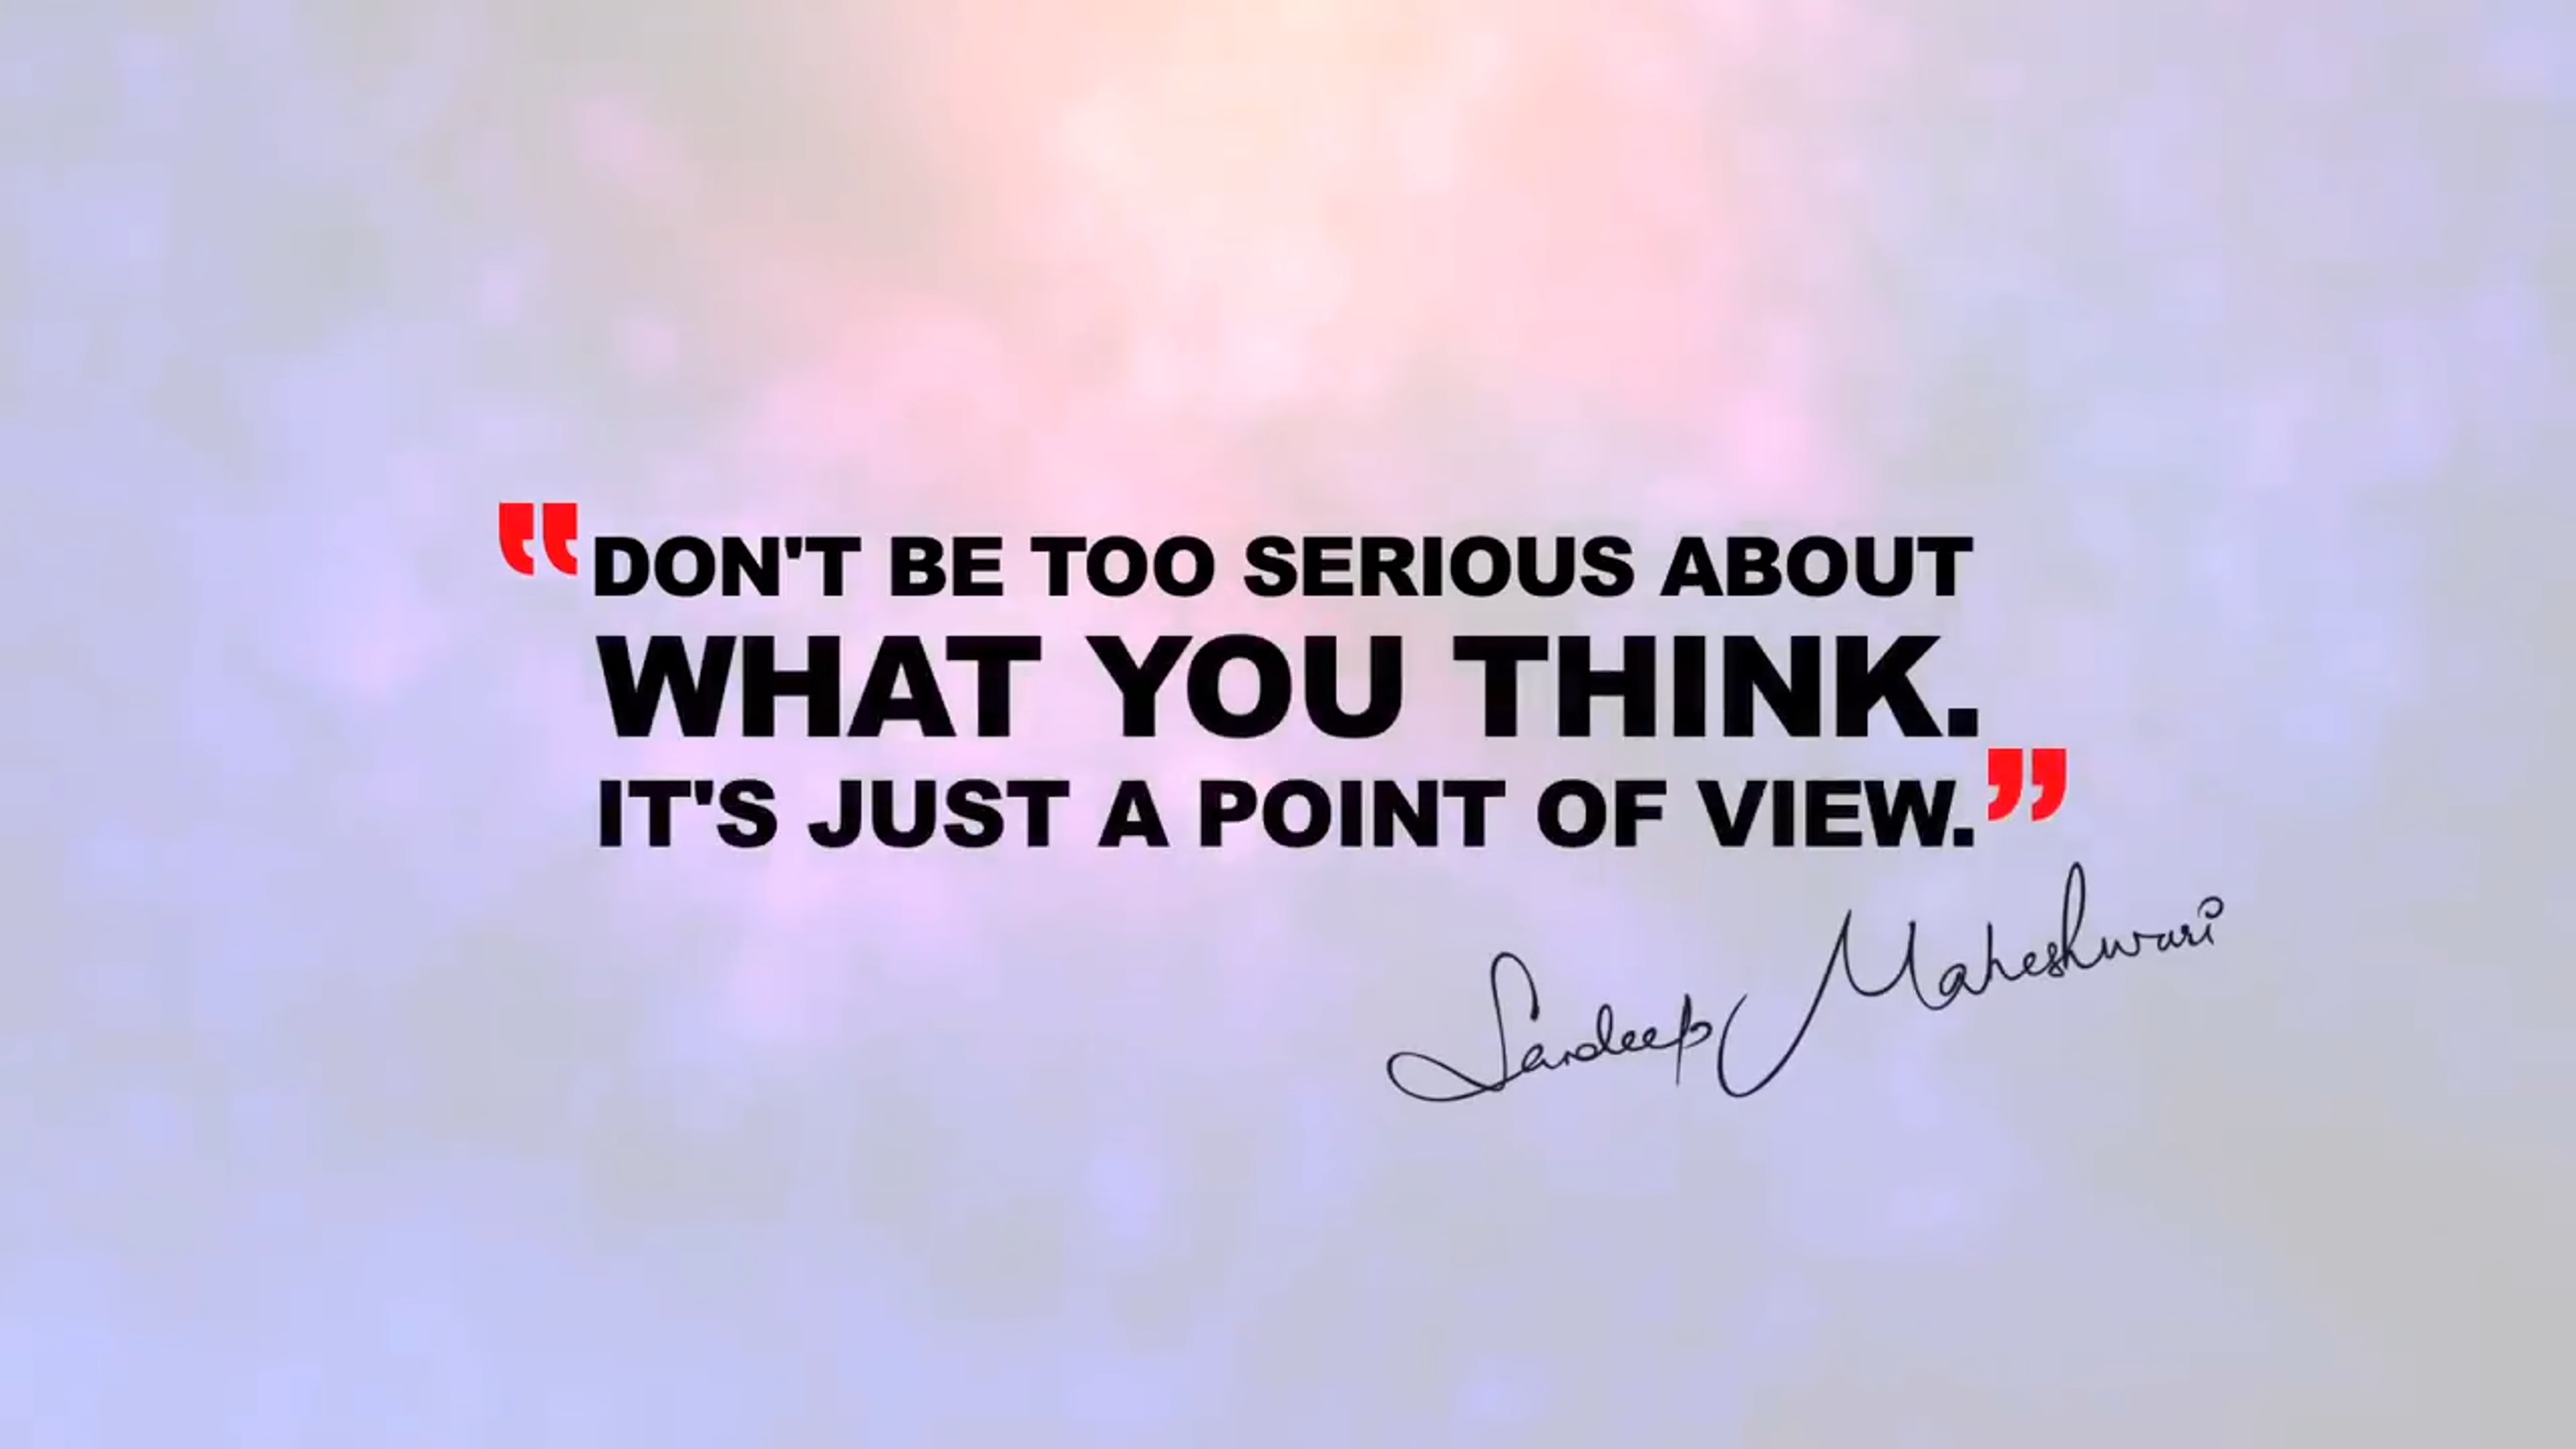 "DON'T BE TOO SERIOUS ABOUT
WHAT YOU THINK.
IT'S JUST A POINT OF VIEW."
Sandeep Maheshwari